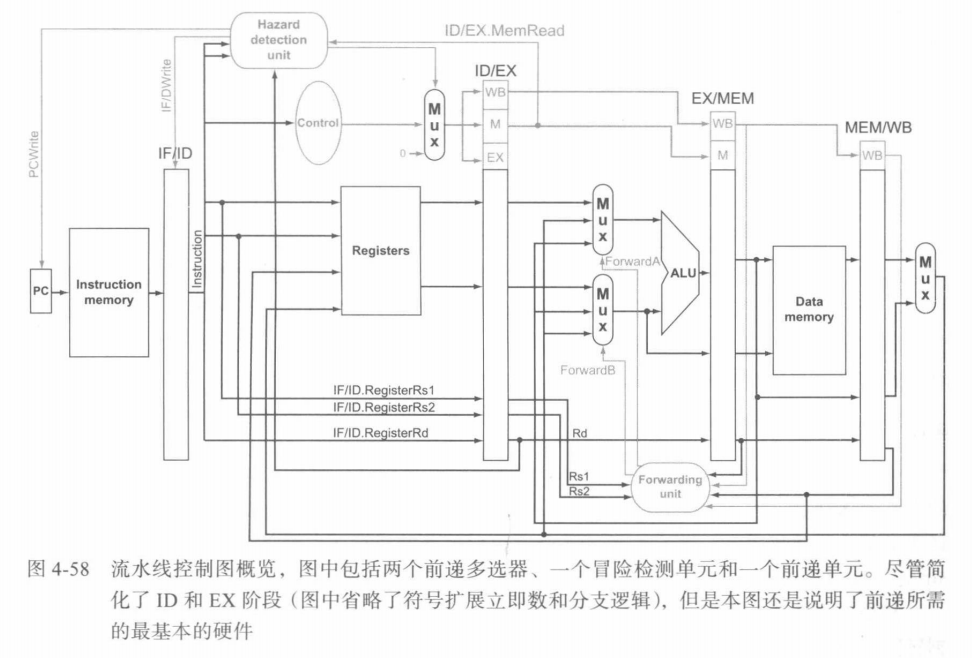 Hazard
detection
unit
ID/EX.MemRead
PCWrite
IF/DWrite
ID/EX
EX/MEM
MEM/WB
IF/ID
Control
Mux
0
WB
M
EX
WB
M
WB
Instruction
PC
Instruction
memory
Registers
Mux
Mux
ForwardA
ALU
ForwardB
Data
memory
Mux
IF/ID.RegisterRs1
IF/ID.RegisterRs2
IF/ID.RegisterRd
Rd
Rs1
Rs2
Forwarding
unit
图 4-58 流水线控制图概览，图中包括两个前递多选器、一个冒险检测单元和一个前递单元。尽管简
化了 ID 和 EX 阶段（图中省略了符号扩展立即数和分支逻辑），但是本图还是说明了前递所需
的最基本的硬件